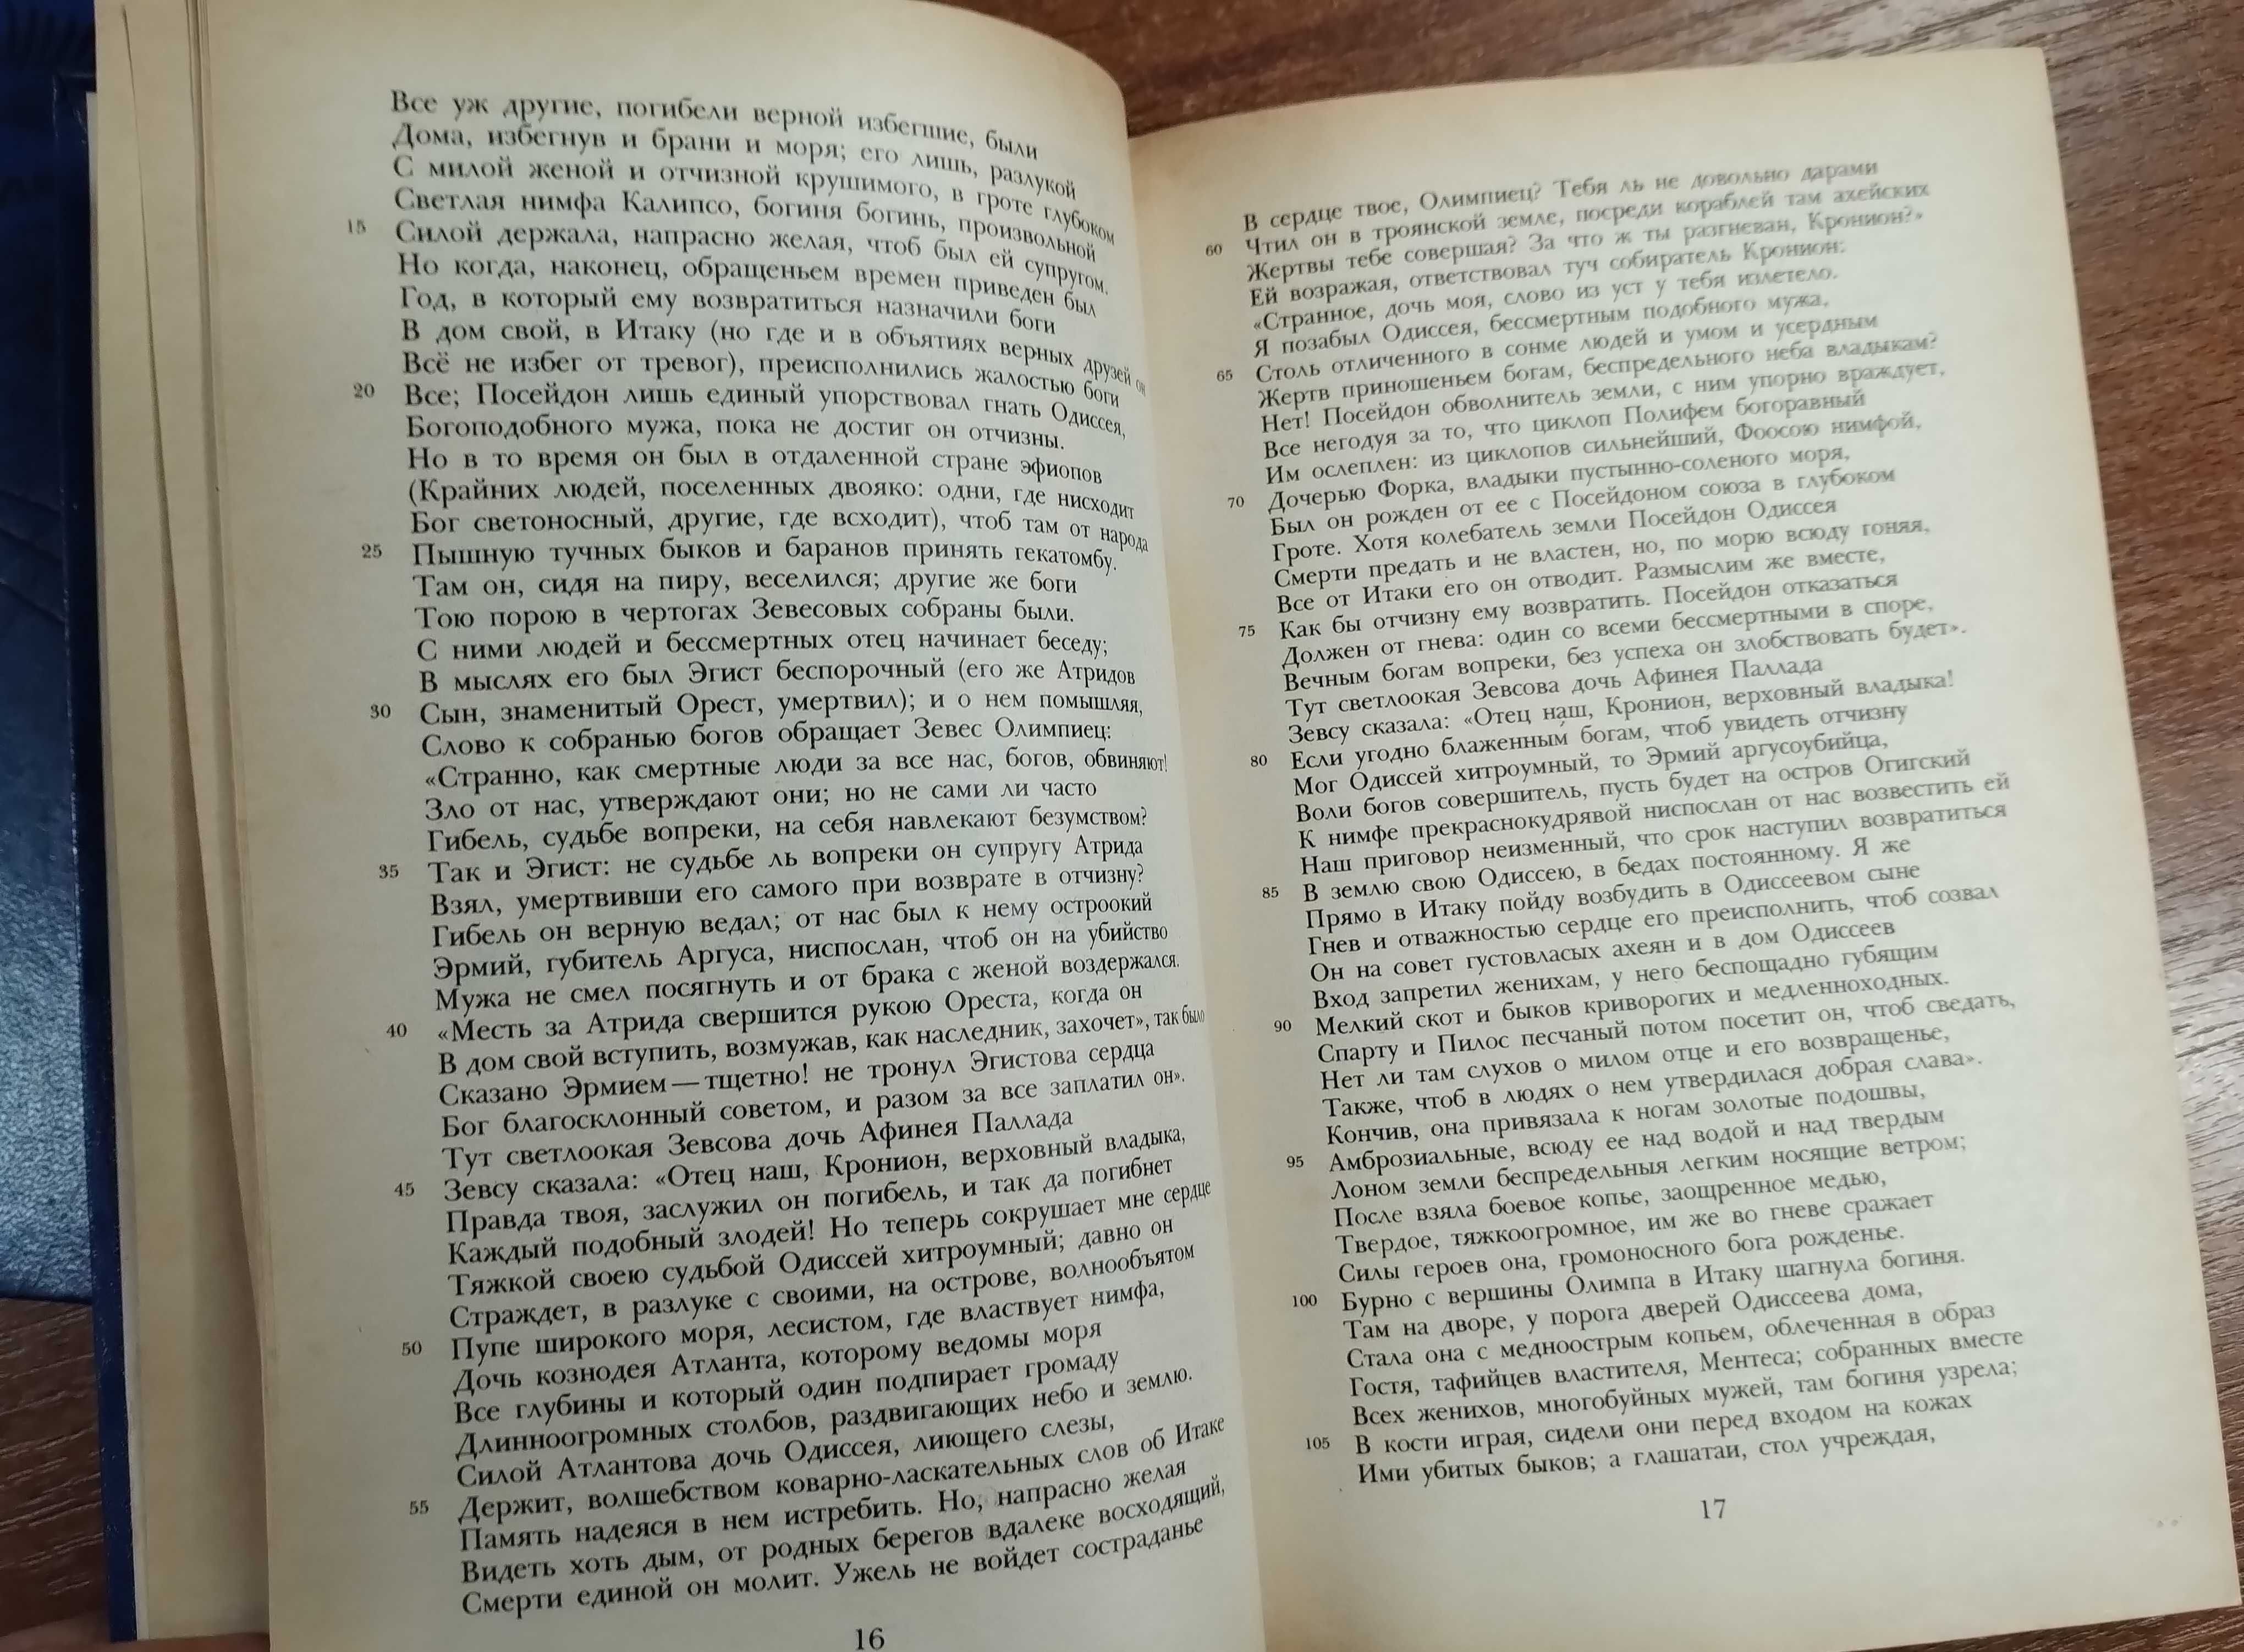 Все уж другие, погибели верной избегшие, были
Дома, избегнув и брани и моря; его лишь, разлукой
С милой женой и отчизной крушимого, в гроте глубоком
Светлая нимфа Калипсо, богиня богинь, произвольной
15 Силой держала, напрасно желая, чтоб был ей супругом.
Но когда, наконец, обращеньем времен приведен был
Год, в который ему возвратиться назначили боги
В дом свой, в Итаку (но где и в объятиях верных друзей он
Всё не избег от тревог), преисполнились жалостью боги
20 Все; Посейдон лишь единый упорствовал гнать Одиссея,
Богоподобного мужа, пока не достиг он отчизны.
Но в то время он был в отдаленной стране эфиопов
(Крайних людей, поселенных двояко: одни, где нисходит
Бог светоносный, другие, где всходит), чтоб там от народа
25 Пышную тучных быков и баранов принять гекатомбу.
Там он, сидя на пиру, веселился; другие же боги
Тою порою в чертогах Зевесовых собраны были.
С ними людей и бессмертных отец начинает беседу;
В мыслях его был Эгист беспорочный (его же Атридов
30 Сын, знаменитый Орест, умертвил); и о нем помышляя,
Слово к собранью богов обращает Зевес Олимпиец:
«Странно, как смертные люди за все нас, богов, обвиняют!
Зло от нас, утверждают они; но не сами ли часто
Гибель, судьбе вопреки, на себя навлекают безумством?
35 Так и Эгист: не судьбе ль вопреки он супругу Атрида
Взял, умертвивши его самого при возврате в отчизну?
Гибель он верную ведал; от нас был к нему остроокий
Эрмий, губитель Аргуса, ниспослан, чтоб он на убийство
Мужа не смел посягнуть и от брака с женой воздержался.
40 «Месть за Атрида свершится рукою Ореста, когда он
В дом свой вступить, возмужав, как наследник, захочет», так было
Сказано Эрмием — тщетно! не тронул Эгистова сердца
Бог благосклонный советом, и разом за все заплатил он».
Тут светлоокая Зевсова дочь Афинея Паллада
45 Зевсу сказала: «Отец наш, Кронион, верховный владыка,
Правда твоя, заслужил он погибель, и так да погибнет
Каждый подобный злодей! Но теперь сокрушает мне сердце
Тяжкой своею судьбой Одиссей хитроумный; давно он
Страждет, в разлуке с своими, на острове, волнообъятом
50 Пупе широкого моря, лесистом, где властвует нимфа,
Дочь кознодея Атланта, которому ведомы моря
Все глубины и который один подпирает громаду
Длинноогромных столбов, раздвигающих небо и землю.
Силой Атлантова дочь Одиссея, лиющего слезы,
55 Держит, волшебством коварно-ласкательных слов об Итаке
Память надеяся в нем истребить. Но, напрасно желая
Видеть хоть дым, от родных берегов вдалеке восходящий,
Смерти единой он молит. Ужель не войдет состраданье
16
В сердце твое, Олимпиец? Тебя ль не довольно дарами
60 Чтил он в троянской земле, посреди кораблей там ахейских
Жертвы тебе совершая? За что ж ты разгневан, Кронион?»
Ей возражая, ответствовал туч собиратель Кронион:
«Странное, дочь моя, слово из уст у тебя излетело.
Я позабыл Одиссея, бессмертным подобного мужа,
65 Столь отличенного в сонме людей и умом и усердным
Жертв приношеньем богам, беспредельного неба владыкам?
Нет! Посейдон обволнитель земли, с ним упорно враждует,
Все негодуя за то, что циклоп Полифем богоравный
Им ослеплен: из циклопов сильнейший, Фоосою нимфой,
70 Дочерью Форка, владыки пустынно-соленого моря,
Был он рожден от ее с Посейдоном союза в глубоком
Гроте. Хотя колебатель земли Посейдон Одиссея
Смерти предать и не властен, но, по морю всюду гоняя,
Все от Итаки его он отводит. Размыслим же вместе,
75 Как бы отчизну ему возвратить. Посейдон отказаться
Должен от гнева: один со всеми бессмертными в споре,
Вечным богам вопреки, без успеха он злобствовать будет».
Тут светлоокая Зевсова дочь Афинея Паллада
Зевсу сказала: «Отец наш, Кронион, верховный владыка!
80 Если угодно блаженным богам, чтоб увидеть отчизну
Мог Одиссей хитроумный, то Эрмий аргусоубийца,
Воли богов совершитель, пусть будет на остров Огигский
К нимфе прекраснокудрявой ниспослан от нас возвестить ей
Наш приговор неизменный, что срок наступил возвратиться
85 В землю свою Одиссею, в бедах постоянному. Я же
Прямо в Итаку пойду возбудить в Одиссеевом сыне
Гнев и отважностью сердце его преисполнить, чтоб созвал
Он на совет густовласых ахеян и в дом Одиссеев
Вход запретил женихам, у него беспощадно губящим
90 Мелкий скот и быков криворогих и медленноходных.
Спарту и Пилос песчаный потом посетит он, чтоб сведать,
Нет ли там слухов о милом отце и его возвращенье,
Также, чтоб в людях о нем утвердилася добрая слава».
Кончив, она привязала к ногам золотые подошвы,
95 Амброзиальные, всюду ее над водой и над твердым
Лоном земли беспредельныя легким носящие ветром;
После взяла боевое копье, заощренное медью,
Твердое, тяжкоогромное, им же во гневе сражает
Силы героев она, громоносного бога рожденье.
100 Бурно с вершины Олимпа в Итаку шагнула богиня.
Там на дворе, у порога дверей Одиссеева дома,
Стала она с медноострым копьем, облеченная в образ
Гостя, тафийцев властителя, Ментеса; собранных вместе
Всех женихов, многобуйных мужей, там богиня узрела;
105 В кости играя, сидели они перед входом на кожах
Ими убитых быков; а глашатаи, стол учреждая,
17